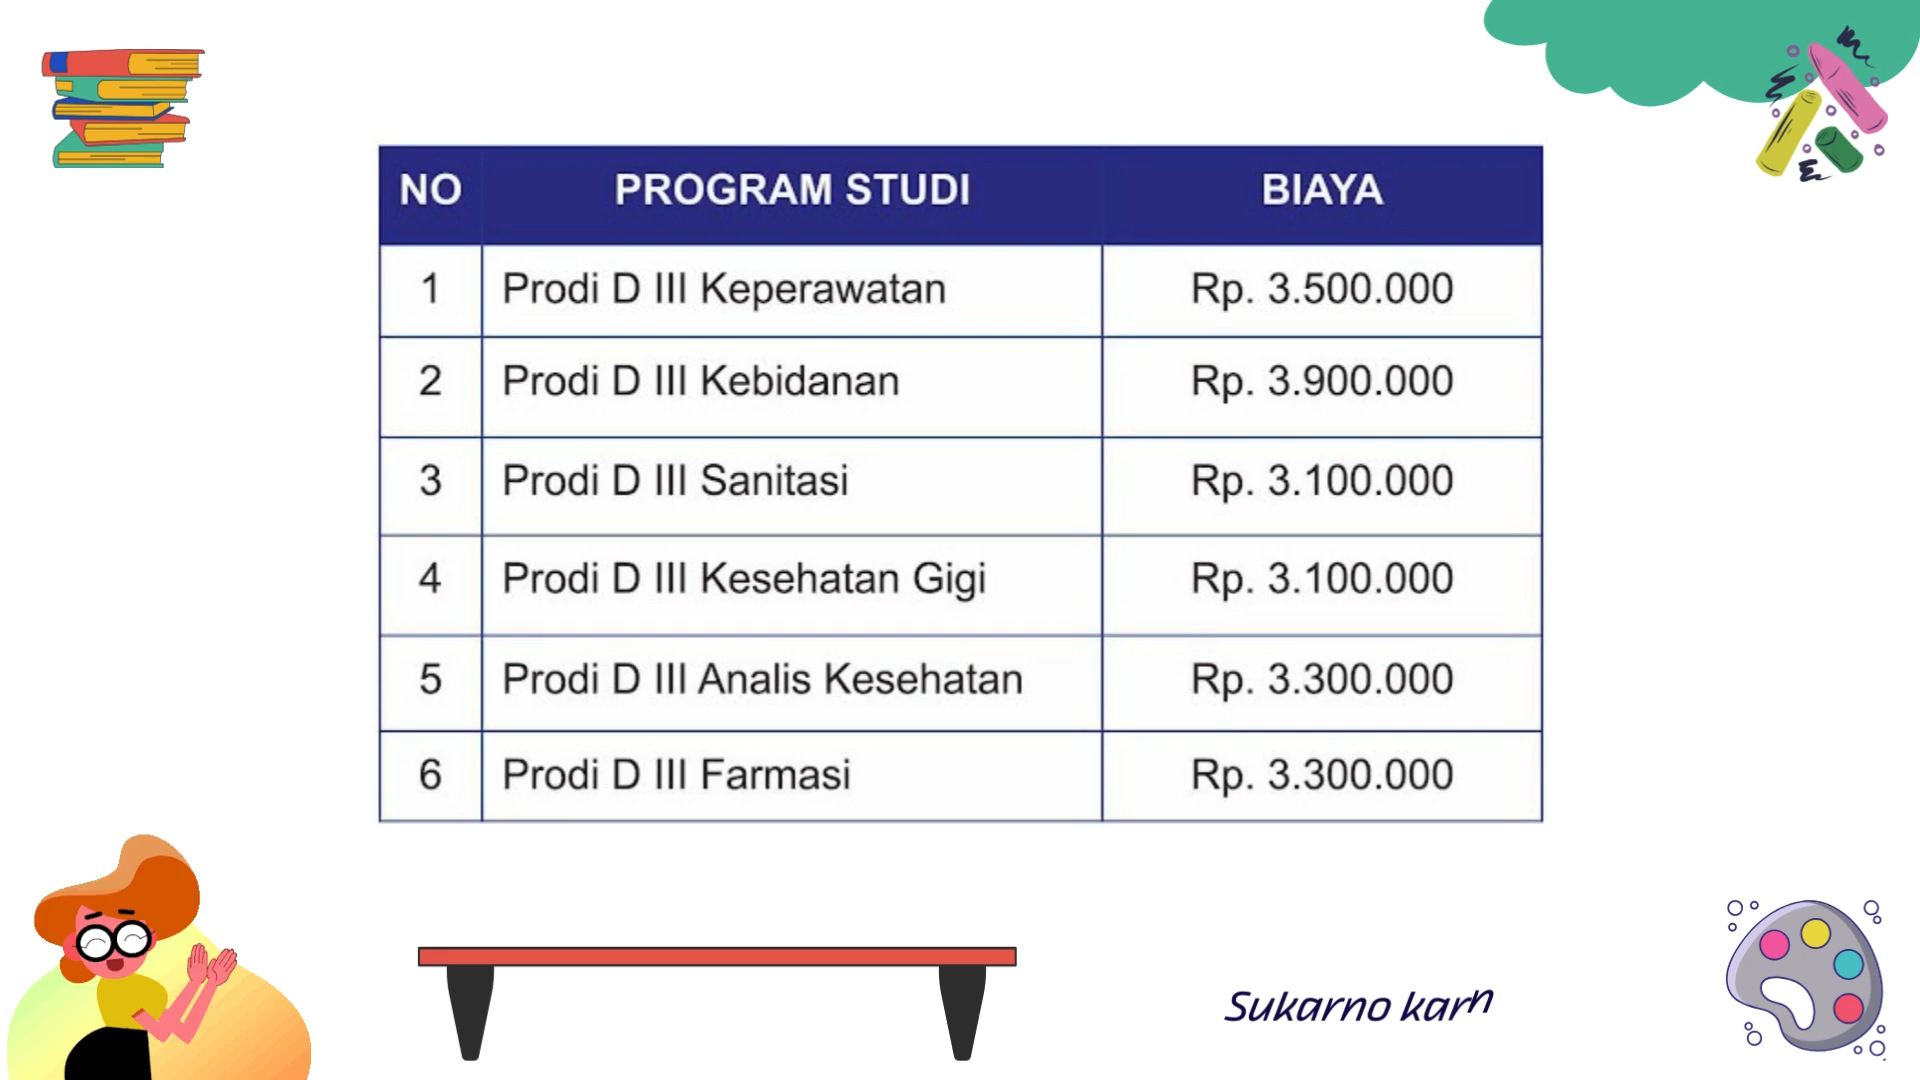 NO PROGRAM STUDI BIAYA
1 Prodi D III Keperawatan Rp. 3.500.000
2 Prodi D III Kebidanan Rp. 3.900.000
3 Prodi D III Sanitasi Rp. 3.100.000
4 Prodi D III Kesehatan Gigi Rp. 3.100.000
5 Prodi D III Analis Kesehatan Rp. 3.300.000
6 Prodi D III Farmasi Rp. 3.300.000
Sukarno karn